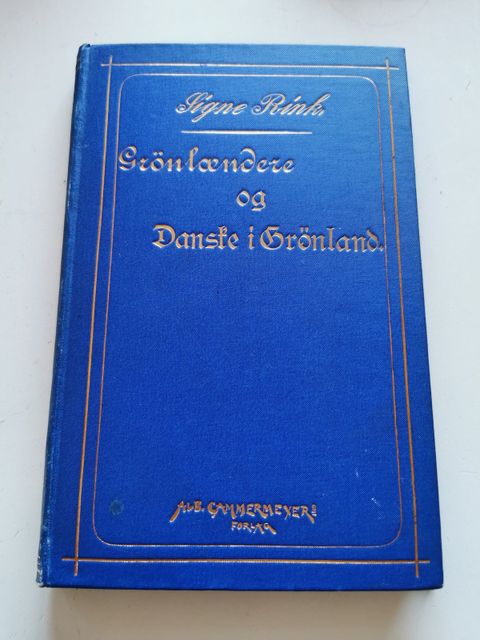 Signe Rink.
Grönlændere
og
Danske i Grönland.
ALB. CAMMERMEYERS
FORLAG